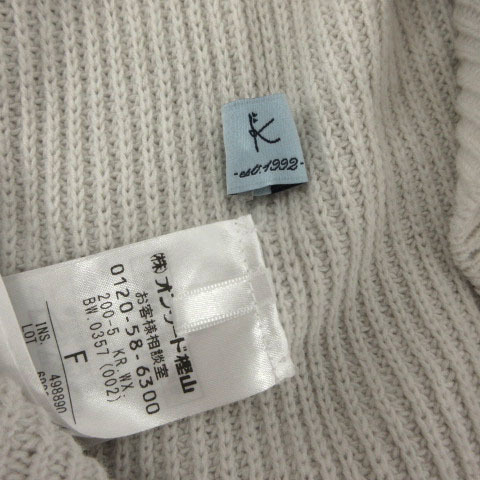 K
-est.1992-
(株)オンワード樫山
お客様相談室
0120-58-6300
200-5 KR.WX:
BW.0357(002)
F
INS 498890
LOT